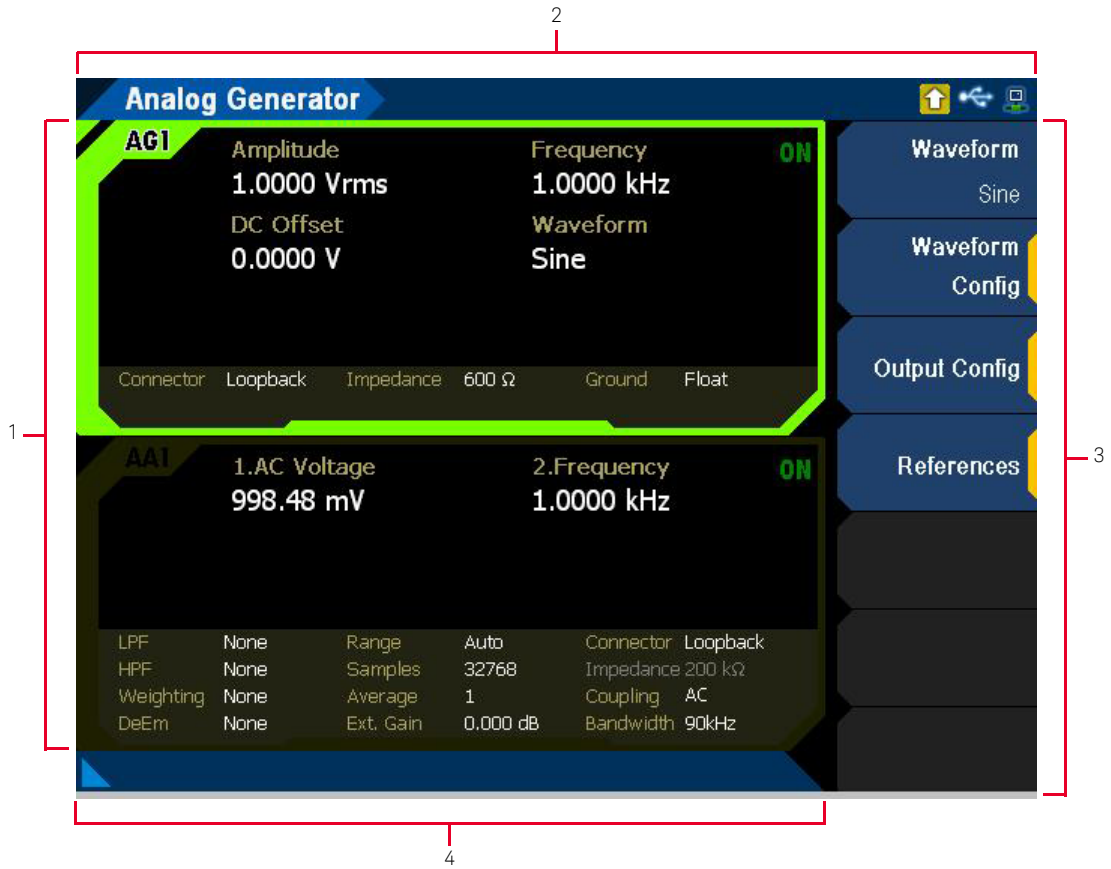 2
Analog Generator
AG1
Amplitude Frequency ON
1.0000 Vrms 1.0000 kHz
DC Offset Waveform
0.0000 V Sine
Connector Loopback Impedance 600 Ω Ground Float
Waveform
Sine
Waveform
Config
Output Config
References
1
3
AA1
1.AC Voltage 2.Frequency ON
998.48 mV 1.0000 kHz
LPF None Range Auto Connector Loopback
HPF None Samples 32768 Impedance 200 kΩ
Weighting None Average 1 Coupling AC
DeEm None Ext. Gain 0.000 dB Bandwidth 90kHz
4